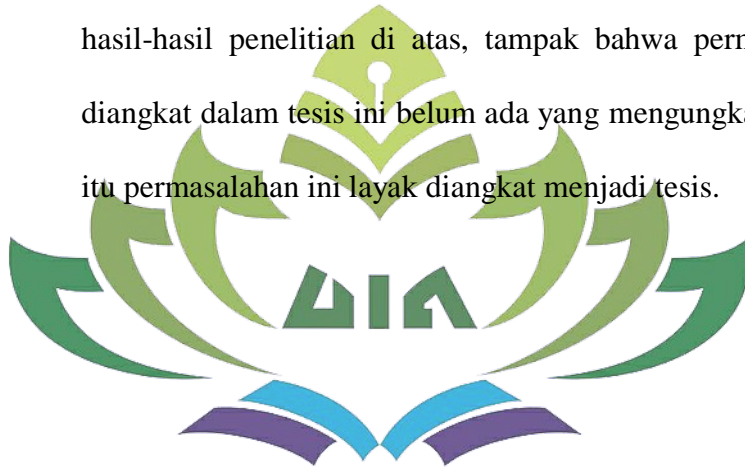 hasil-hasil penelitian di atas, tampak bahwa
diangkat dalam tesis ini belum ada yang
itu permasalahan ini layak diangkat menjadi tesis.